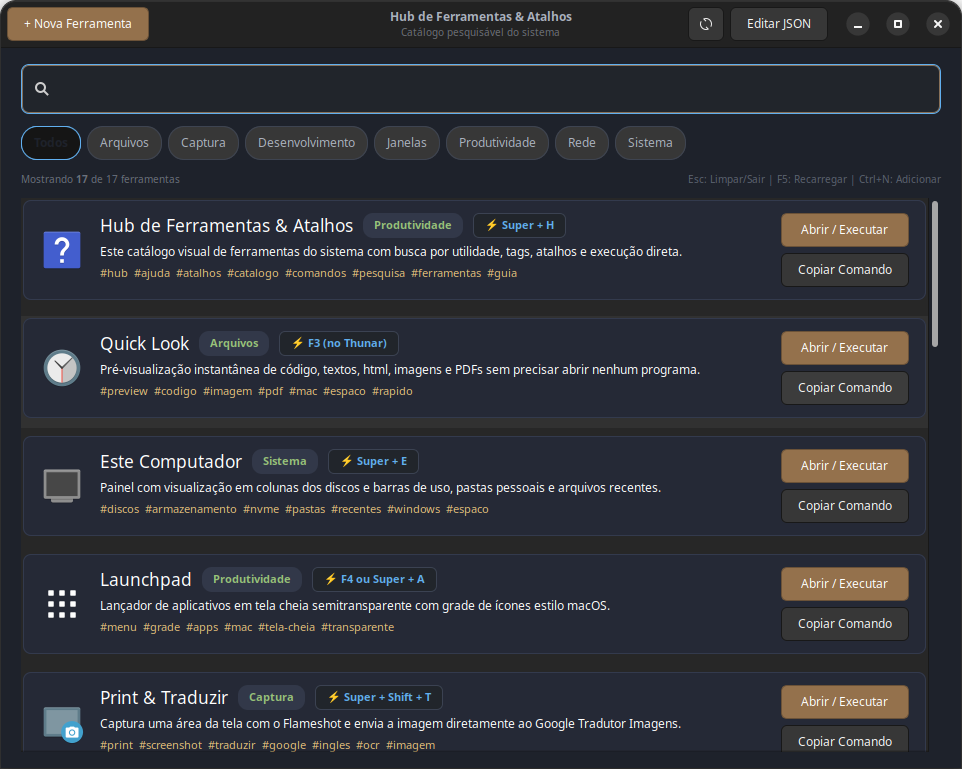 + Nova Ferramenta
Hub de Ferramentas & Atalhos
Catálogo pesquisável do sistema
Editar JSON
Todos Arquivos Captura Desenvolvimento Janelas Produtividade Rede Sistema
Mostrando 17 de 17 ferramentas
Esc: Limpar/Sair | F5: Recarregar | Ctrl+N: Adicionar
Hub de Ferramentas & Atalhos Produtividade ⚡ Super + H
Este catálogo visual de ferramentas do sistema com busca por utilidade, tags, atalhos e execução direta.
#hub #ajuda #atalhos #catalogo #comandos #pesquisa #ferramentas #guia
Abrir / Executar
Copiar Comando
Quick Look Arquivos ⚡ F3 (no Thunar)
Pré-visualização instantânea de código, textos, html, imagens e PDFs sem precisar abrir nenhum programa.
#preview #codigo #imagem #pdf #mac #espaco #rapido
Abrir / Executar
Copiar Comando
Este Computador Sistema ⚡ Super + E
Painel com visualização em colunas dos discos e barras de uso, pastas pessoais e arquivos recentes.
#discos #armazenamento #nvme #pastas #recentes #windows #espaco
Abrir / Executar
Copiar Comando
Launchpad Produtividade ⚡ F4 ou Super + A
Lançador de aplicativos em tela cheia semitransparente com grade de ícones estilo macOS.
#menu #grade #apps #mac #tela-cheia #transparente
Abrir / Executar
Copiar Comando
Print & Traduzir Captura ⚡ Super + Shift + T
Captura uma área da tela com o Flameshot e envia a imagem diretamente ao Google Tradutor Imagens.
#print #screenshot #traduzir #google #ingles #ocr #imagem
Abrir / Executar
Copiar Comando